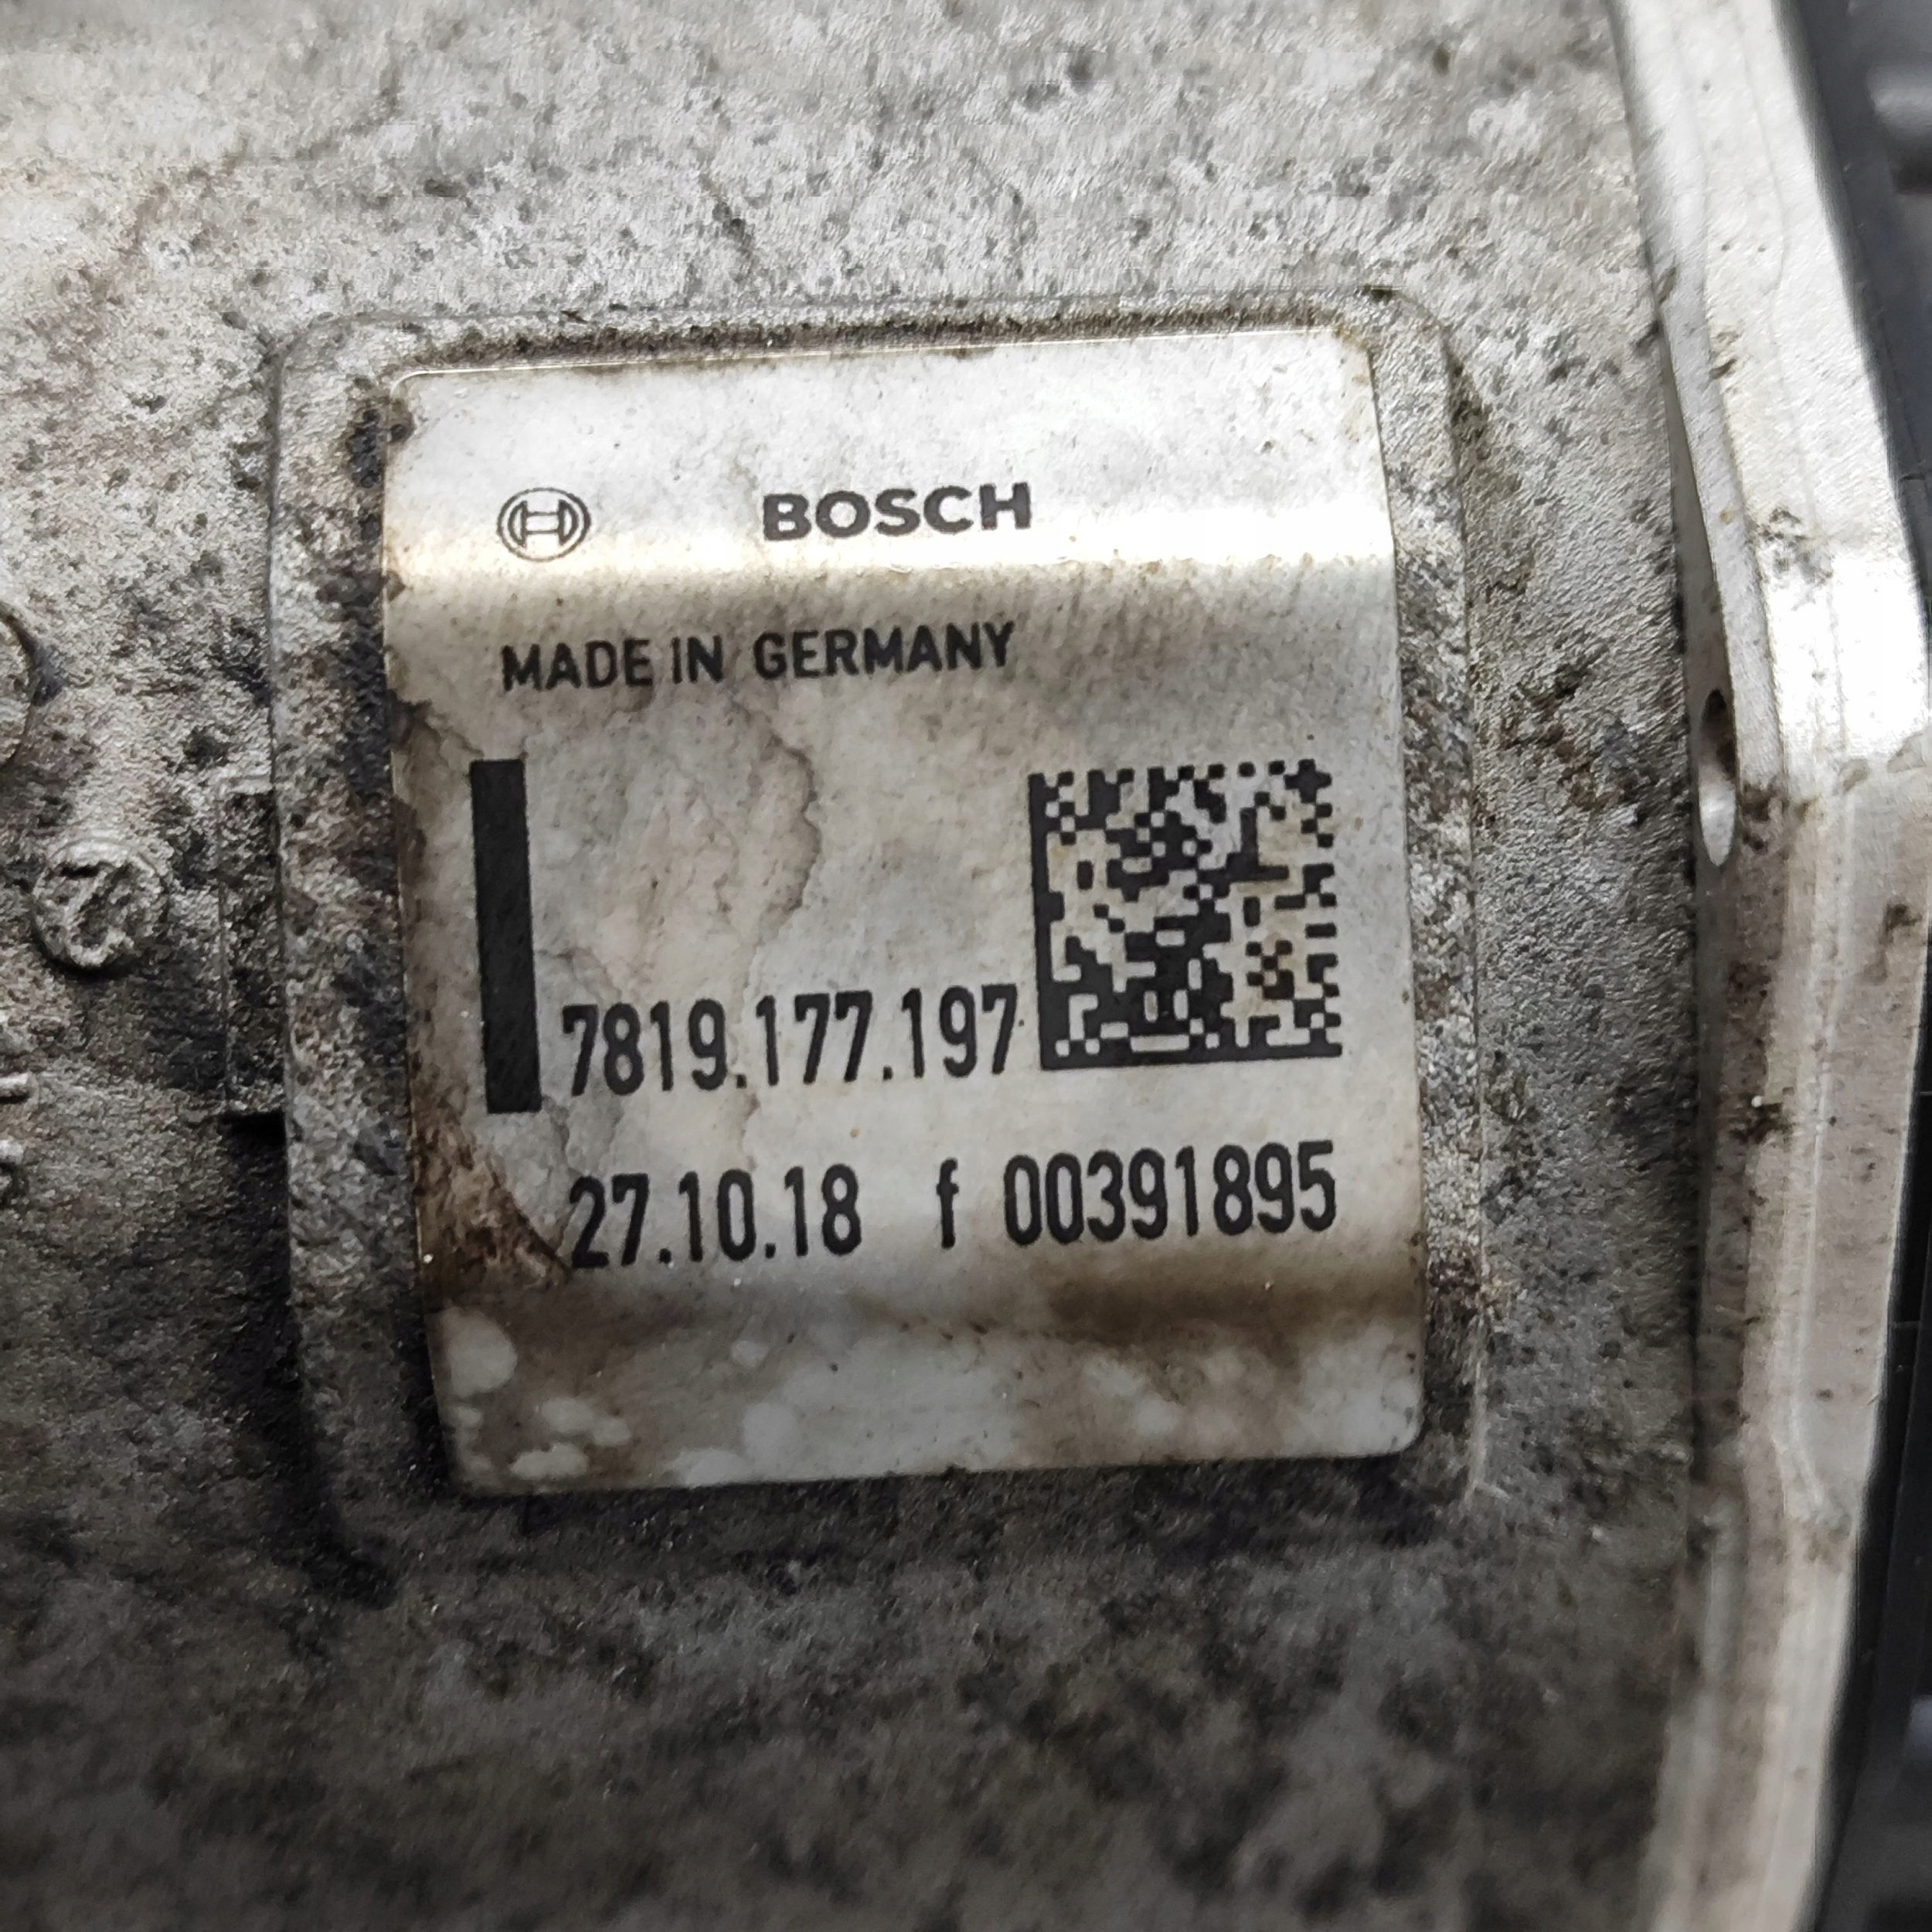 BOSCH
MADE IN GERMANY
7819.177.197
27.10.18 f 00391895